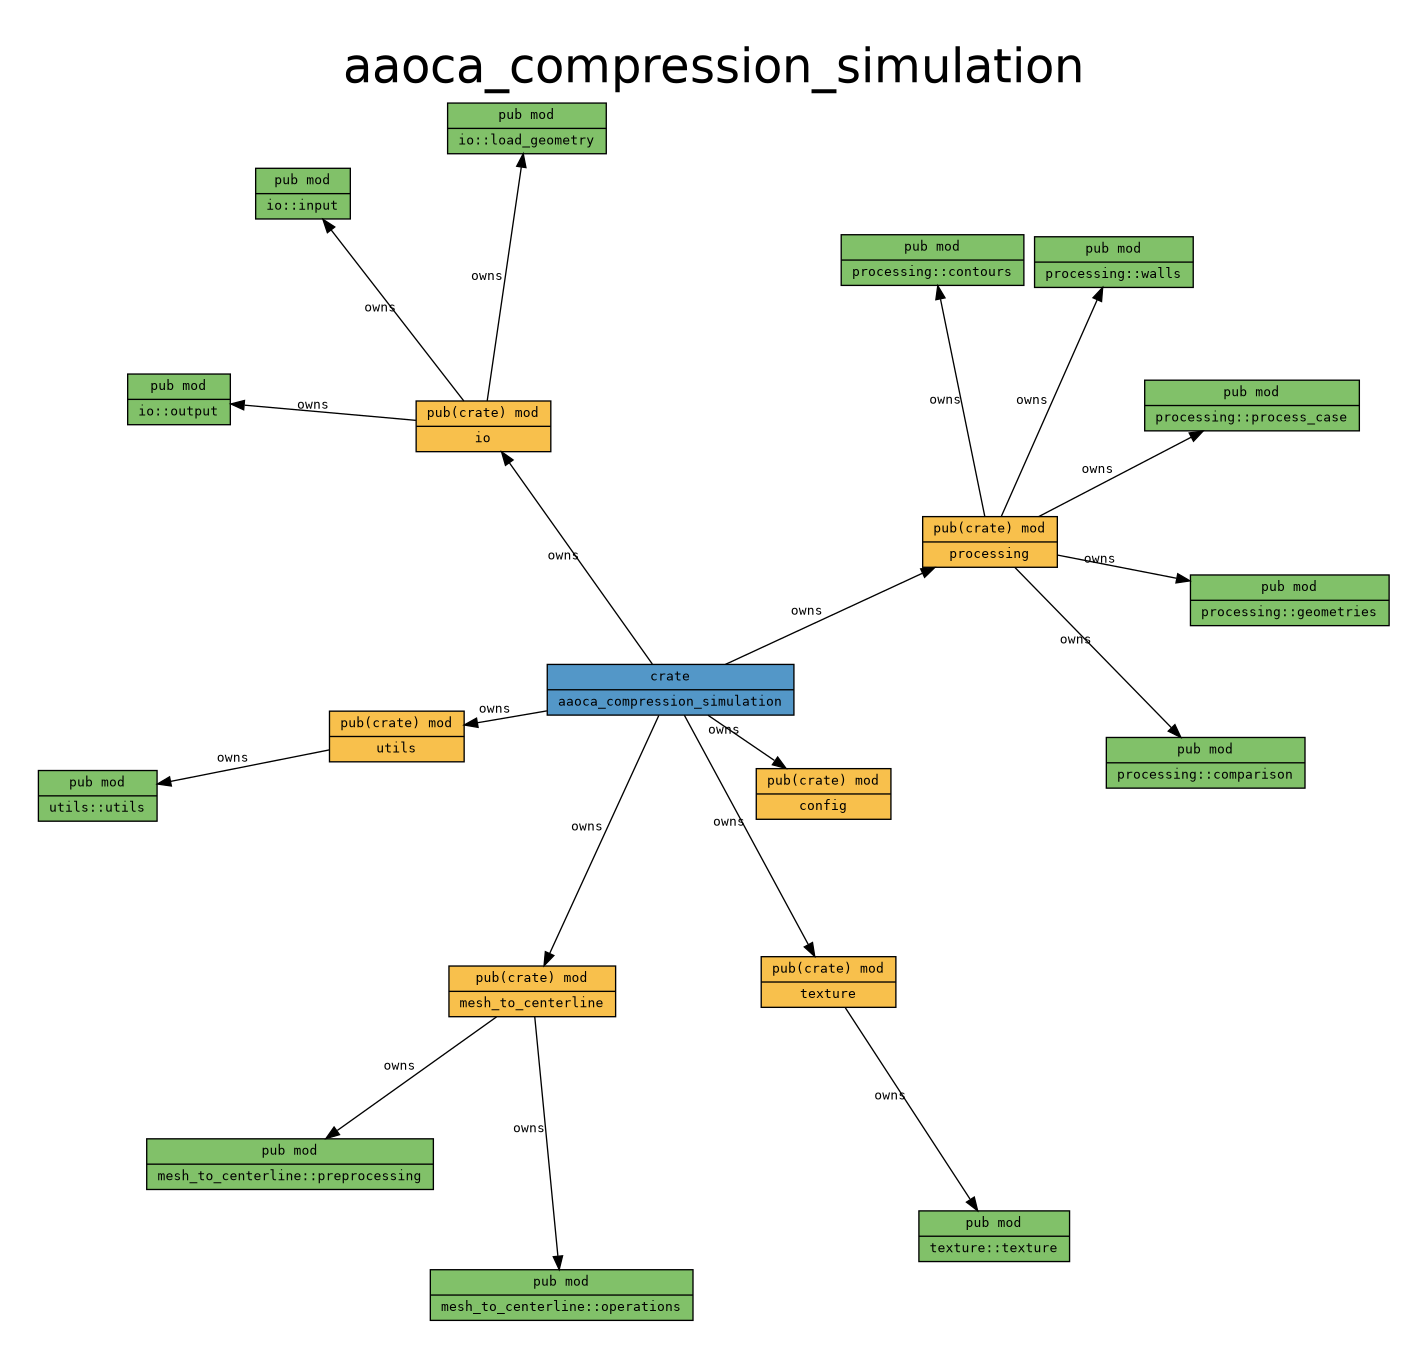 aaoca_compression_simulation
pub mod
io::load_geometry
pub mod
io::input
pub mod
processing::contours
pub mod
processing::walls
owns
owns
pub mod
io::output
owns
pub(crate) mod
io
owns
owns
pub mod
processing::process_case
owns
pub(crate) mod
processing
owns
pub mod
processing::geometries
owns
owns
owns
crate
aaoca_compression_simulation
owns
pub(crate) mod
utils
owns
pub mod
utils::utils
owns
pub(crate) mod
config
pub mod
processing::comparison
owns
owns
pub(crate) mod
mesh_to_centerline
pub(crate) mod
texture
owns
owns
owns
pub mod
mesh_to_centerline::preprocessing
pub mod
texture::texture
pub mod
mesh_to_centerline::operations